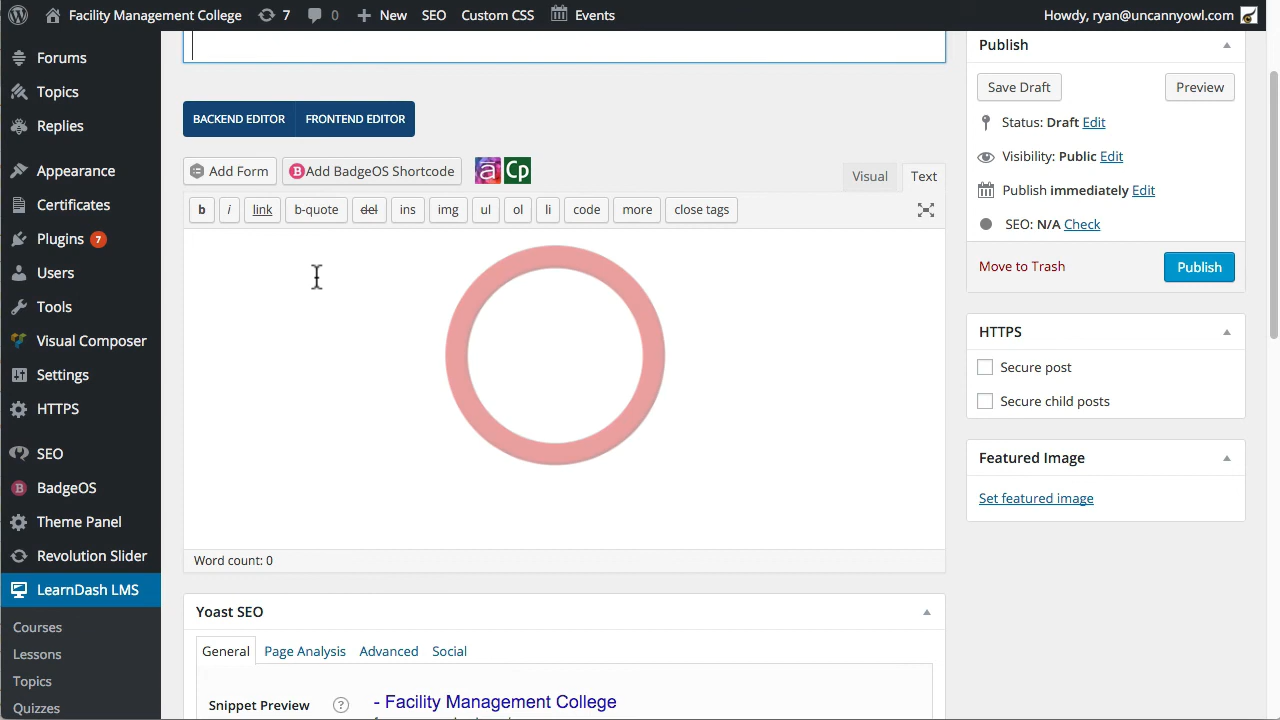 Facility Management College 7 0 New SEO Custom CSS Events Howdy, ryan@uncannyowl.com
Forums
Topics
Replies
Appearance
Certificates
Plugins 7
Users
Tools
Visual Composer
Settings
HTTPS
SEO
BadgeOS
Theme Panel
Revolution Slider
LearnDash LMS
Courses
Lessons
Topics
Quizzes
BACKEND EDITOR FRONTEND EDITOR
Add Form Add BadgeOS Shortcode a Cp
Visual Text
b i link b-quote del ins img ul ol li code more close tags
Word count: 0
Yoast SEO
General Page Analysis Advanced Social
Snippet Preview ? - Facility Management College
Publish
Save Draft Preview
Status: Draft Edit
Visibility: Public Edit
Publish immediately Edit
SEO: N/A Check
Move to Trash Publish
HTTPS
Secure post
Secure child posts
Featured Image
Set featured image